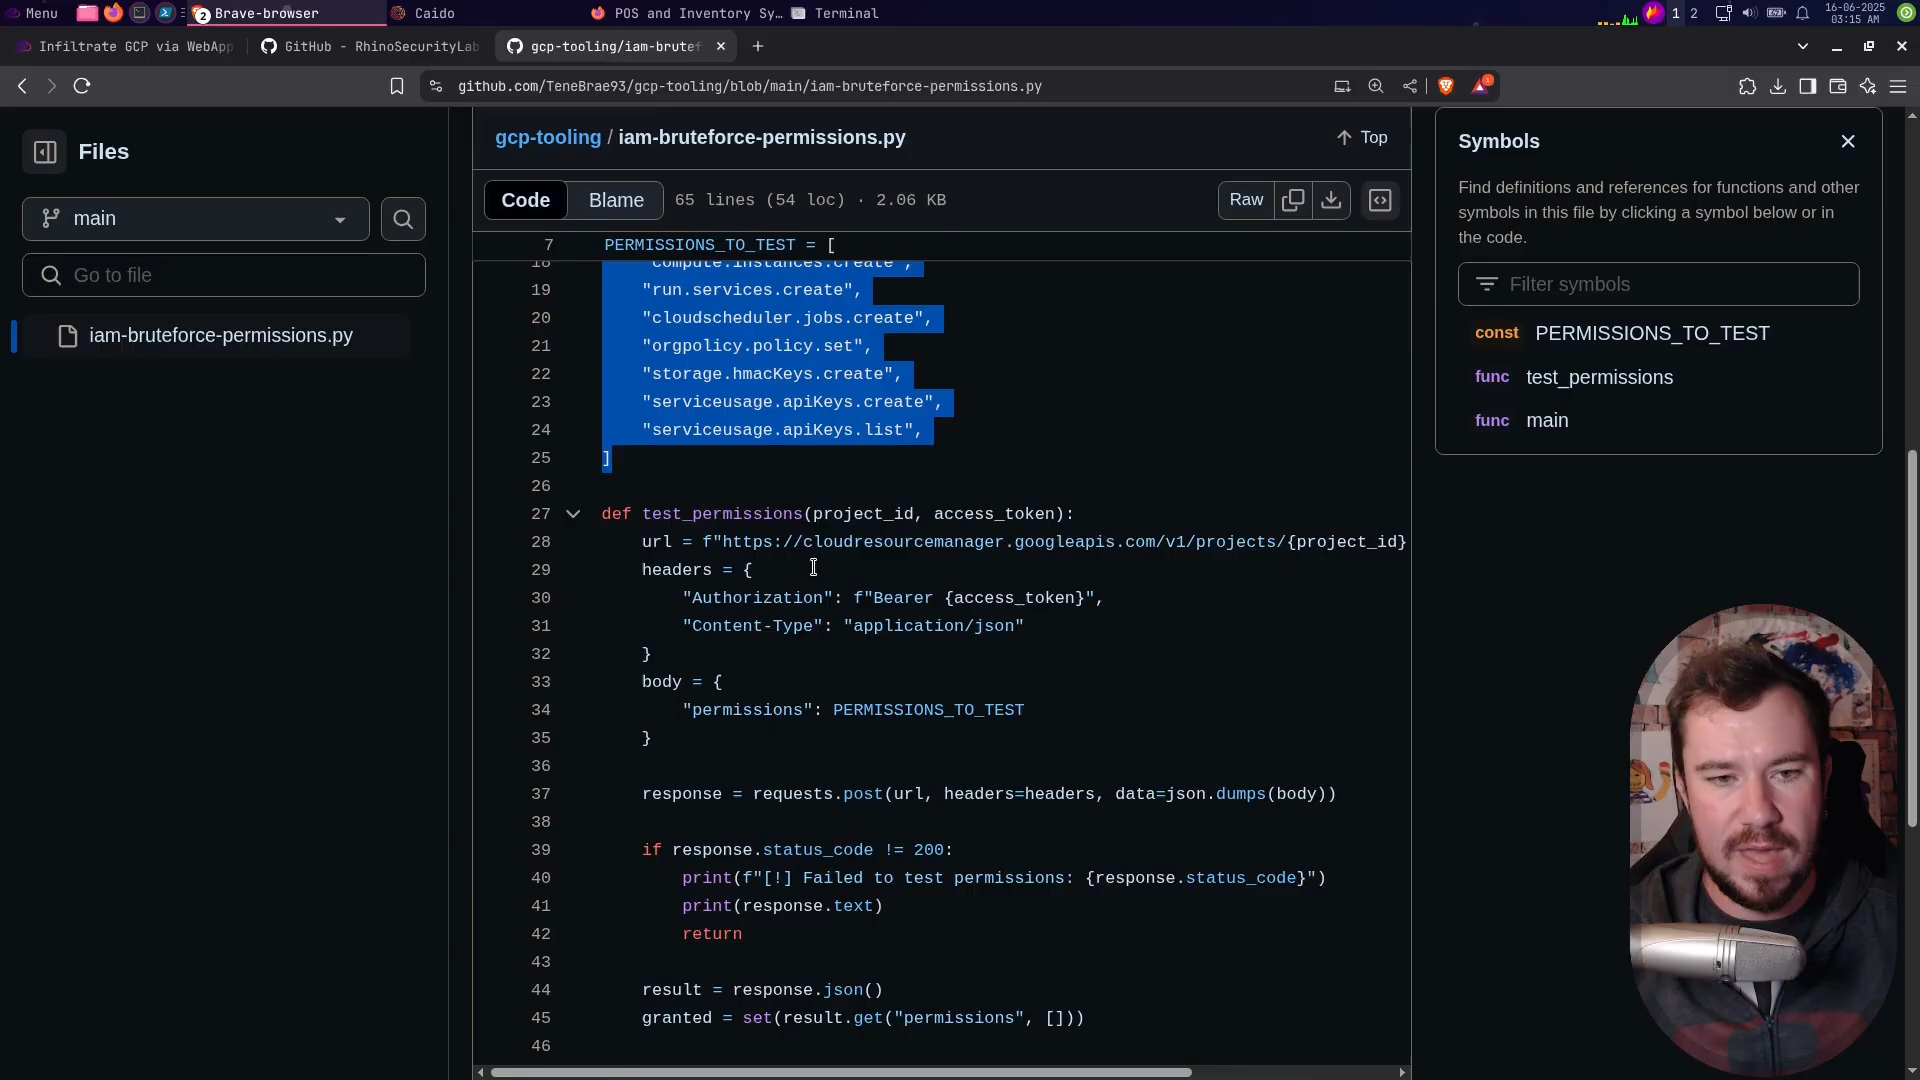 Menu
2
Brave-browser
Caido
POS and Inventory Sy...
Terminal
1
2
16-06-2025
03:15 AM
Infiltrate GCP via WebApp
GitHub - RhinoSecurityLab
gcp-tooling/iam-brutef
github.com/TeneBrae93/gcp-tooling/blob/main/iam-bruteforce-permissions.py
1
Files
main
Go to file
iam-bruteforce-permissions.py
gcp-tooling / iam-bruteforce-permissions.py
Top
Code
Blame
65 lines (54 loc) · 2.06 KB
Raw
7 PERMISSIONS_TO_TEST = [
18 "compute.instances.create",
19 "run.services.create",
20 "cloudscheduler.jobs.create",
21 "orgpolicy.policy.set",
22 "storage.hmacKeys.create",
23 "serviceusage.apiKeys.create",
24 "serviceusage.apiKeys.list",
25 ]
26
27 def test_permissions(project_id, access_token):
28 url = f"https://cloudresourcemanager.googleapis.com/v1/projects/{project_id}
29 headers = {
30 "Authorization": f"Bearer {access_token}",
31 "Content-Type": "application/json"
32 }
33 body = {
34 "permissions": PERMISSIONS_TO_TEST
35 }
36
37 response = requests.post(url, headers=headers, data=json.dumps(body))
38
39 if response.status_code != 200:
40 print(f"[!] Failed to test permissions: {response.status_code}")
41 print(response.text)
42 return
43
44 result = response.json()
45 granted = set(result.get("permissions", []))
46
Symbols
Find definitions and references for functions and other
symbols in this file by clicking a symbol below or in
the code.
Filter symbols
const PERMISSIONS_TO_TEST
func test_permissions
func main